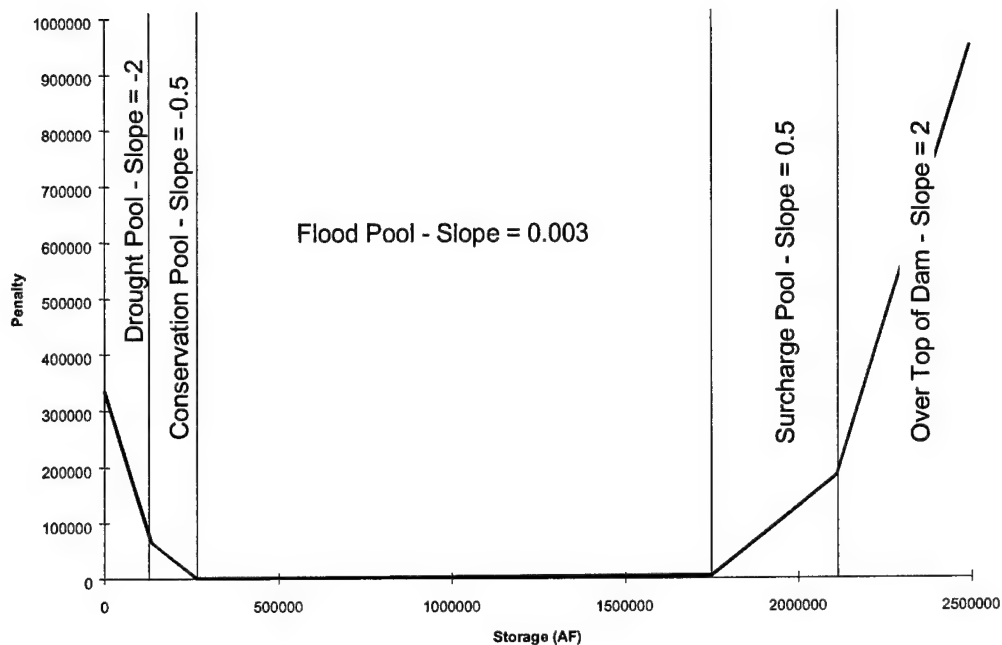 1000000
900000
800000
700000
600000
500000
400000
300000
200000
100000
0
Penalty
Drought Pool - Slope = -2
Conservation Pool - Slope = -0.5
Flood Pool - Slope = 0.003
Surcharge Pool - Slope = 0.5
Over Top of Dam - Slope = 2
0 500000 1000000 1500000 2000000 2500000
Storage (AF)